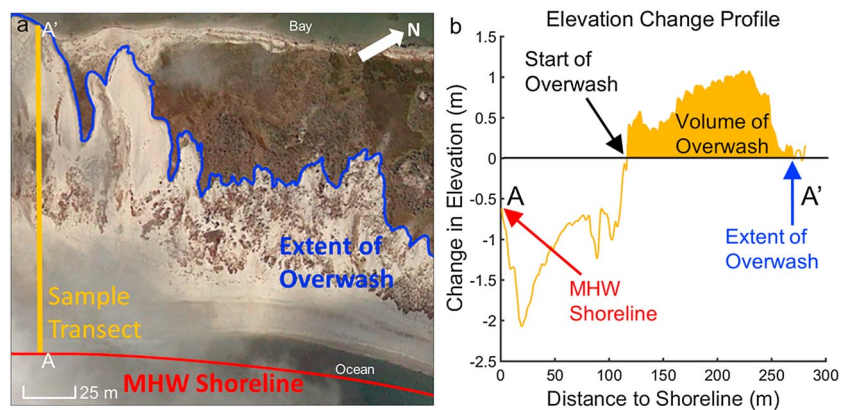 a
A'
Bay
N
Extent of
Overwash
Sample
Transect
A
Ocean
MHW Shoreline
25 m
b
Elevation Change Profile
Change in Elevation (m)
1.5
1
0.5
0
-0.5
-1
-1.5
-2
-2.5
Start of
Overwash
Volume of
Overwash
A
A'
MHW
Shoreline
Extent of
Overwash
0
50
100
150
200
250
300
Distance to Shoreline (m)